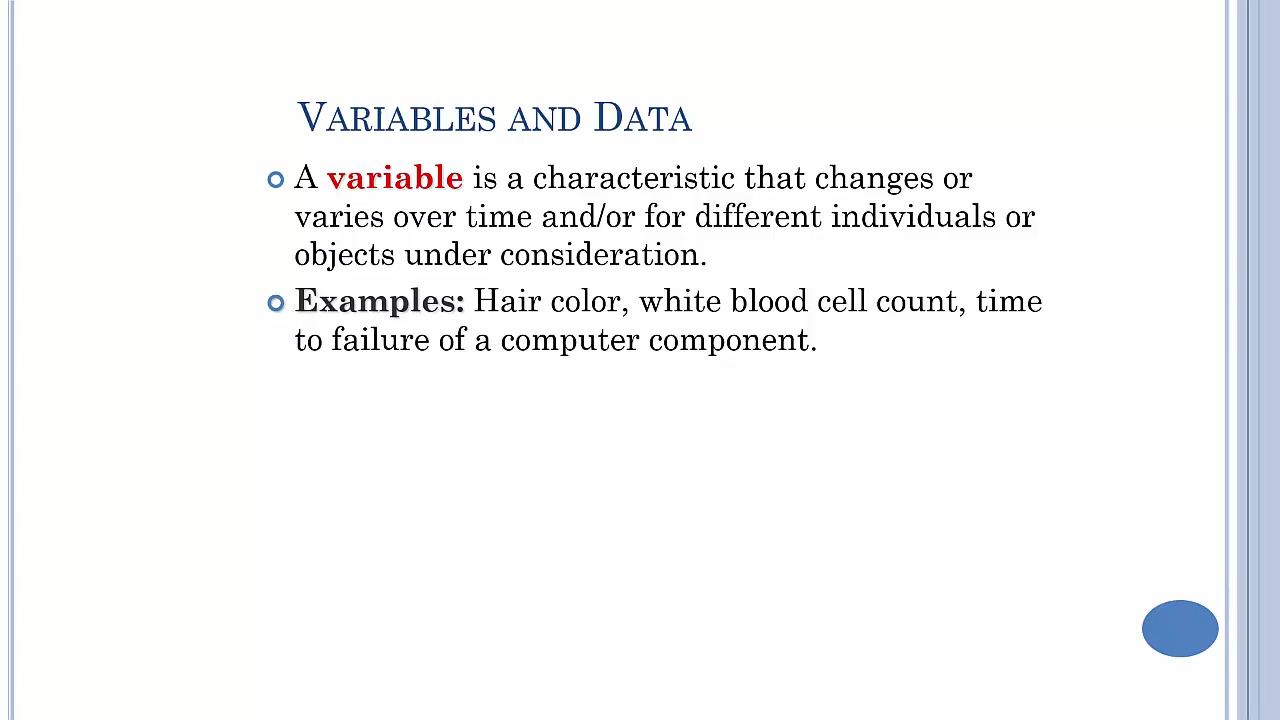 VARIABLES AND DATA
A variable is a characteristic that changes or
varies over time and/or for different individuals or
objects under consideration.
Examples: Hair color, white blood cell count, time
to failure of a computer component.